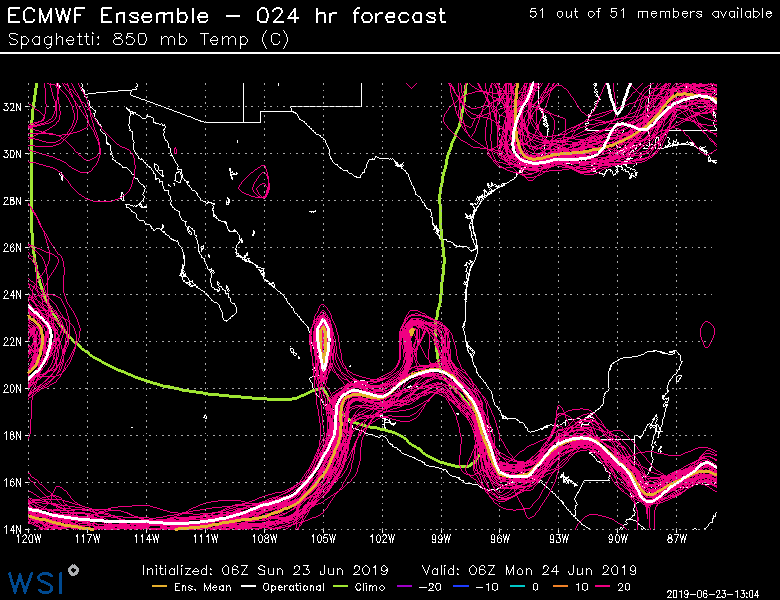 ECMWF Ensemble – 024 hr forecast
51 out of 51 members available
Spaghetti: 850 mb Temp (C)
32N
30N
28N
26N
24N
22N
20N
18N
16N
14N
120W 117W 114W 111W 108W 105W 102W 99W 96W 93W 90W 87W
Initialized: 06Z Sun 23 Jun 2019 Valid: 06Z Mon 24 Jun 2019
WSI
Ens. Mean Operational Climo -20 -10 0 10 20
2019-06-23-13:04